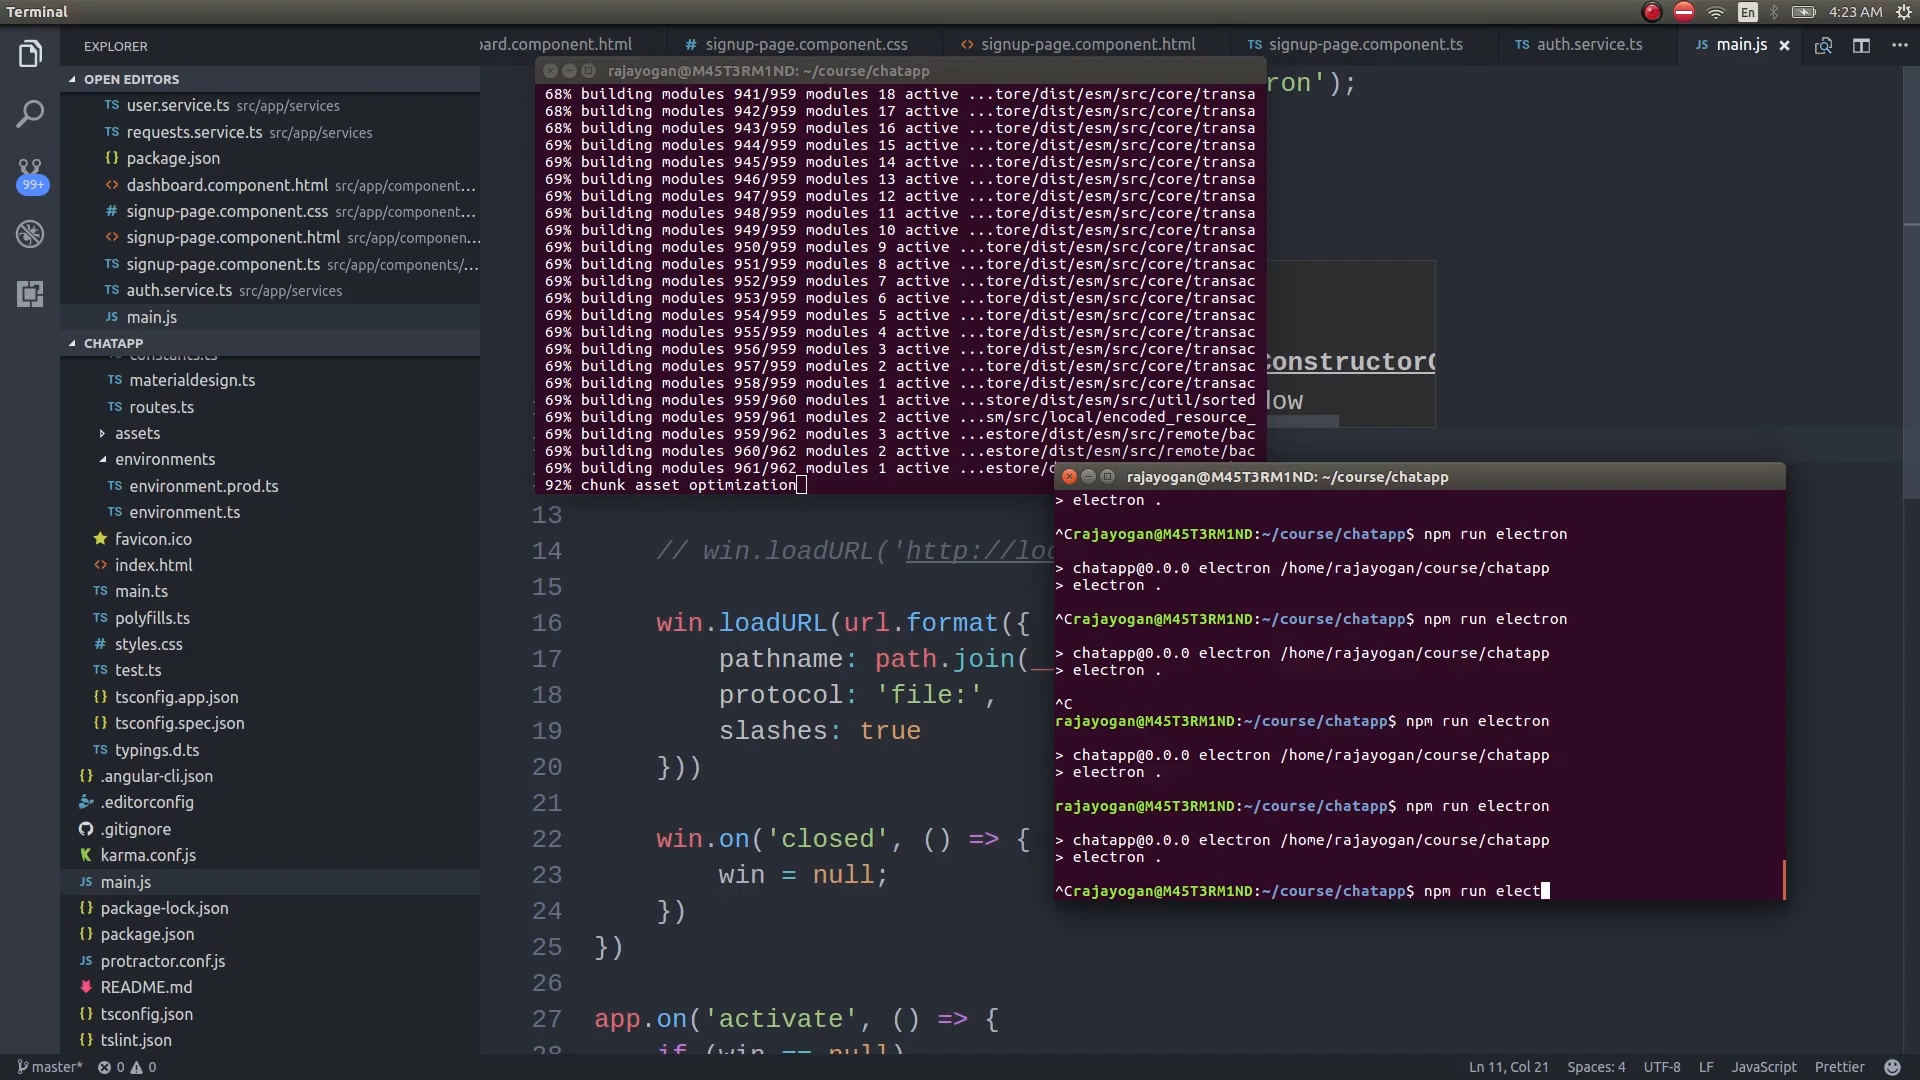 Terminal
En
4:23 AM
EXPLORER
OPEN EDITORS
TS user.service.ts src/app/services
TS requests.service.ts src/app/services
{} package.json
<> dashboard.component.html src/app/component...
# signup-page.component.css src/app/component...
<> signup-page.component.html src/app/componen...
TS signup-page.component.ts src/app/components/...
TS auth.service.ts src/app/services
JS main.js
99+
CHATAPP
constants.ts
TS materialdesign.ts
TS routes.ts
assets
environments
TS environment.prod.ts
TS environment.ts
favicon.ico
<> index.html
TS main.ts
TS polyfills.ts
# styles.css
TS test.ts
{} tsconfig.app.json
{} tsconfig.spec.json
TS typings.d.ts
{} .angular-cli.json
.editorconfig
.gitignore
karma.conf.js
JS main.js
{} package-lock.json
{} package.json
JS protractor.conf.js
README.md
{} tsconfig.json
{} tslint.json
ard.component.html
# signup-page.component.css
<> signup-page.component.html
TS signup-page.component.ts
TS auth.service.ts
JS main.js
ron');
ConstructorO
low
rajayogan@M45T3RM1ND: ~/course/chatapp
68% building modules 941/959 modules 18 active ...tore/dist/esm/src/core/transa
68% building modules 942/959 modules 17 active ...tore/dist/esm/src/core/transa
68% building modules 943/959 modules 16 active ...tore/dist/esm/src/core/transa
69% building modules 944/959 modules 15 active ...tore/dist/esm/src/core/transa
69% building modules 945/959 modules 14 active ...tore/dist/esm/src/core/transa
69% building modules 946/959 modules 13 active ...tore/dist/esm/src/core/transa
69% building modules 947/959 modules 12 active ...tore/dist/esm/src/core/transa
69% building modules 948/959 modules 11 active ...tore/dist/esm/src/core/transa
69% building modules 949/959 modules 10 active ...tore/dist/esm/src/core/transa
69% building modules 950/959 modules 9 active ...tore/dist/esm/src/core/transac
69% building modules 951/959 modules 8 active ...tore/dist/esm/src/core/transac
69% building modules 952/959 modules 7 active ...tore/dist/esm/src/core/transac
69% building modules 953/959 modules 6 active ...tore/dist/esm/src/core/transac
69% building modules 954/959 modules 5 active ...tore/dist/esm/src/core/transac
69% building modules 955/959 modules 4 active ...tore/dist/esm/src/core/transac
69% building modules 956/959 modules 3 active ...tore/dist/esm/src/core/transac
69% building modules 957/959 modules 2 active ...tore/dist/esm/src/core/transac
69% building modules 958/959 modules 1 active ...tore/dist/esm/src/core/transac
69% building modules 959/960 modules 1 active ...store/dist/esm/src/util/sorted
69% building modules 959/961 modules 2 active ...sm/src/local/encoded_resource_
69% building modules 959/962 modules 3 active ...estore/dist/esm/src/remote/bac
69% building modules 960/962 modules 2 active ...estore/dist/esm/src/remote/bac
69% building modules 961/962 modules 1 active ...estore/d
92% chunk asset optimization
13
14 // win.loadURL('http://loc
15
16 win.loadURL(url.format({
17 pathname: path.join(__
18 protocol: 'file:',
19 slashes: true
20 }))
21
22 win.on('closed', () => {
23 win = null;
24 })
25 })
26
27 app.on('activate', () => {
28 if (win == null)
rajayogan@M45T3RM1ND: ~/course/chatapp
> electron .
^Crajayogan@M45T3RM1ND:~/course/chatapp$ npm run electron
> chatapp@0.0.0 electron /home/rajayogan/course/chatapp
> electron .
^Crajayogan@M45T3RM1ND:~/course/chatapp$ npm run electron
> chatapp@0.0.0 electron /home/rajayogan/course/chatapp
> electron .
^C
rajayogan@M45T3RM1ND:~/course/chatapp$ npm run electron
> chatapp@0.0.0 electron /home/rajayogan/course/chatapp
> electron .
rajayogan@M45T3RM1ND:~/course/chatapp$ npm run electron
> chatapp@0.0.0 electron /home/rajayogan/course/chatapp
> electron .
^Crajayogan@M45T3RM1ND:~/course/chatapp$ npm run elect
master* 0 0
Ln 11, Col 21 Spaces: 4 UTF-8 LF JavaScript Prettier